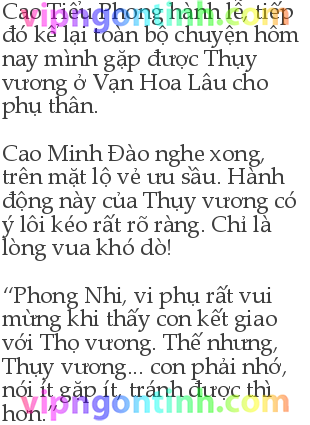 Cao Tiểu Phong hành lễ, tiếp
đó kể lại toàn bộ chuyện hôm
nay mình gặp được Thụy
vương ở Vạn Hoa Lâu cho
phụ thân.
Cao Minh Đào nghe xong,
trên mặt lộ vẻ ưu sầu. Hành
động này của Thụy vương có
ý lôi kéo rất rõ ràng. Chỉ là
lòng vua khó dò!
“Phong Nhi, vi phụ rất vui
mừng khi thấy con kết giao
với Thọ vương. Thế nhưng,
Thụy vương... con phải nhớ,
nói ít gặp ít, tránh được thì
hơn.”
vipngontinh.com
vipngontinh.com